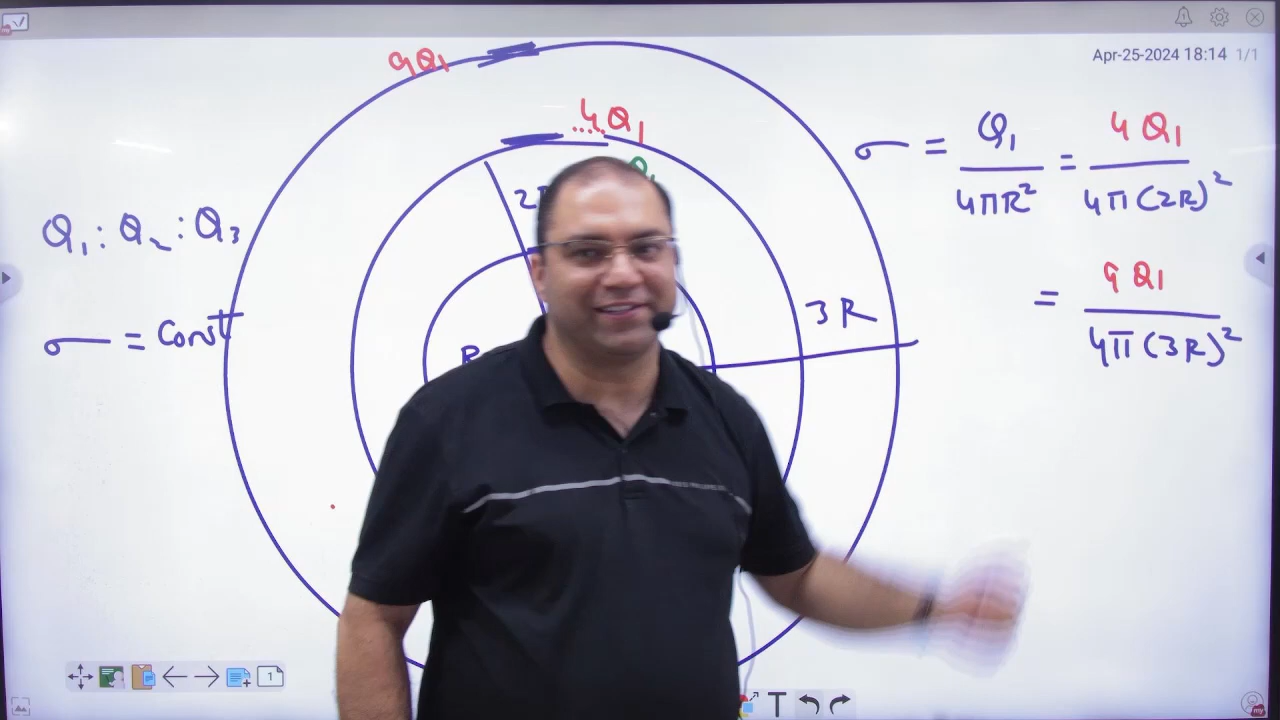 Apr-25-2024 18:14 1/1
9Q₁
4Q₁
σ = Q₁/4πR² = 4Q₁/4π(2R)²
Q₁ : Q₂ : Q₃
= 9Q₁/4π(3R)²
σ = Const
3R
R
1
T